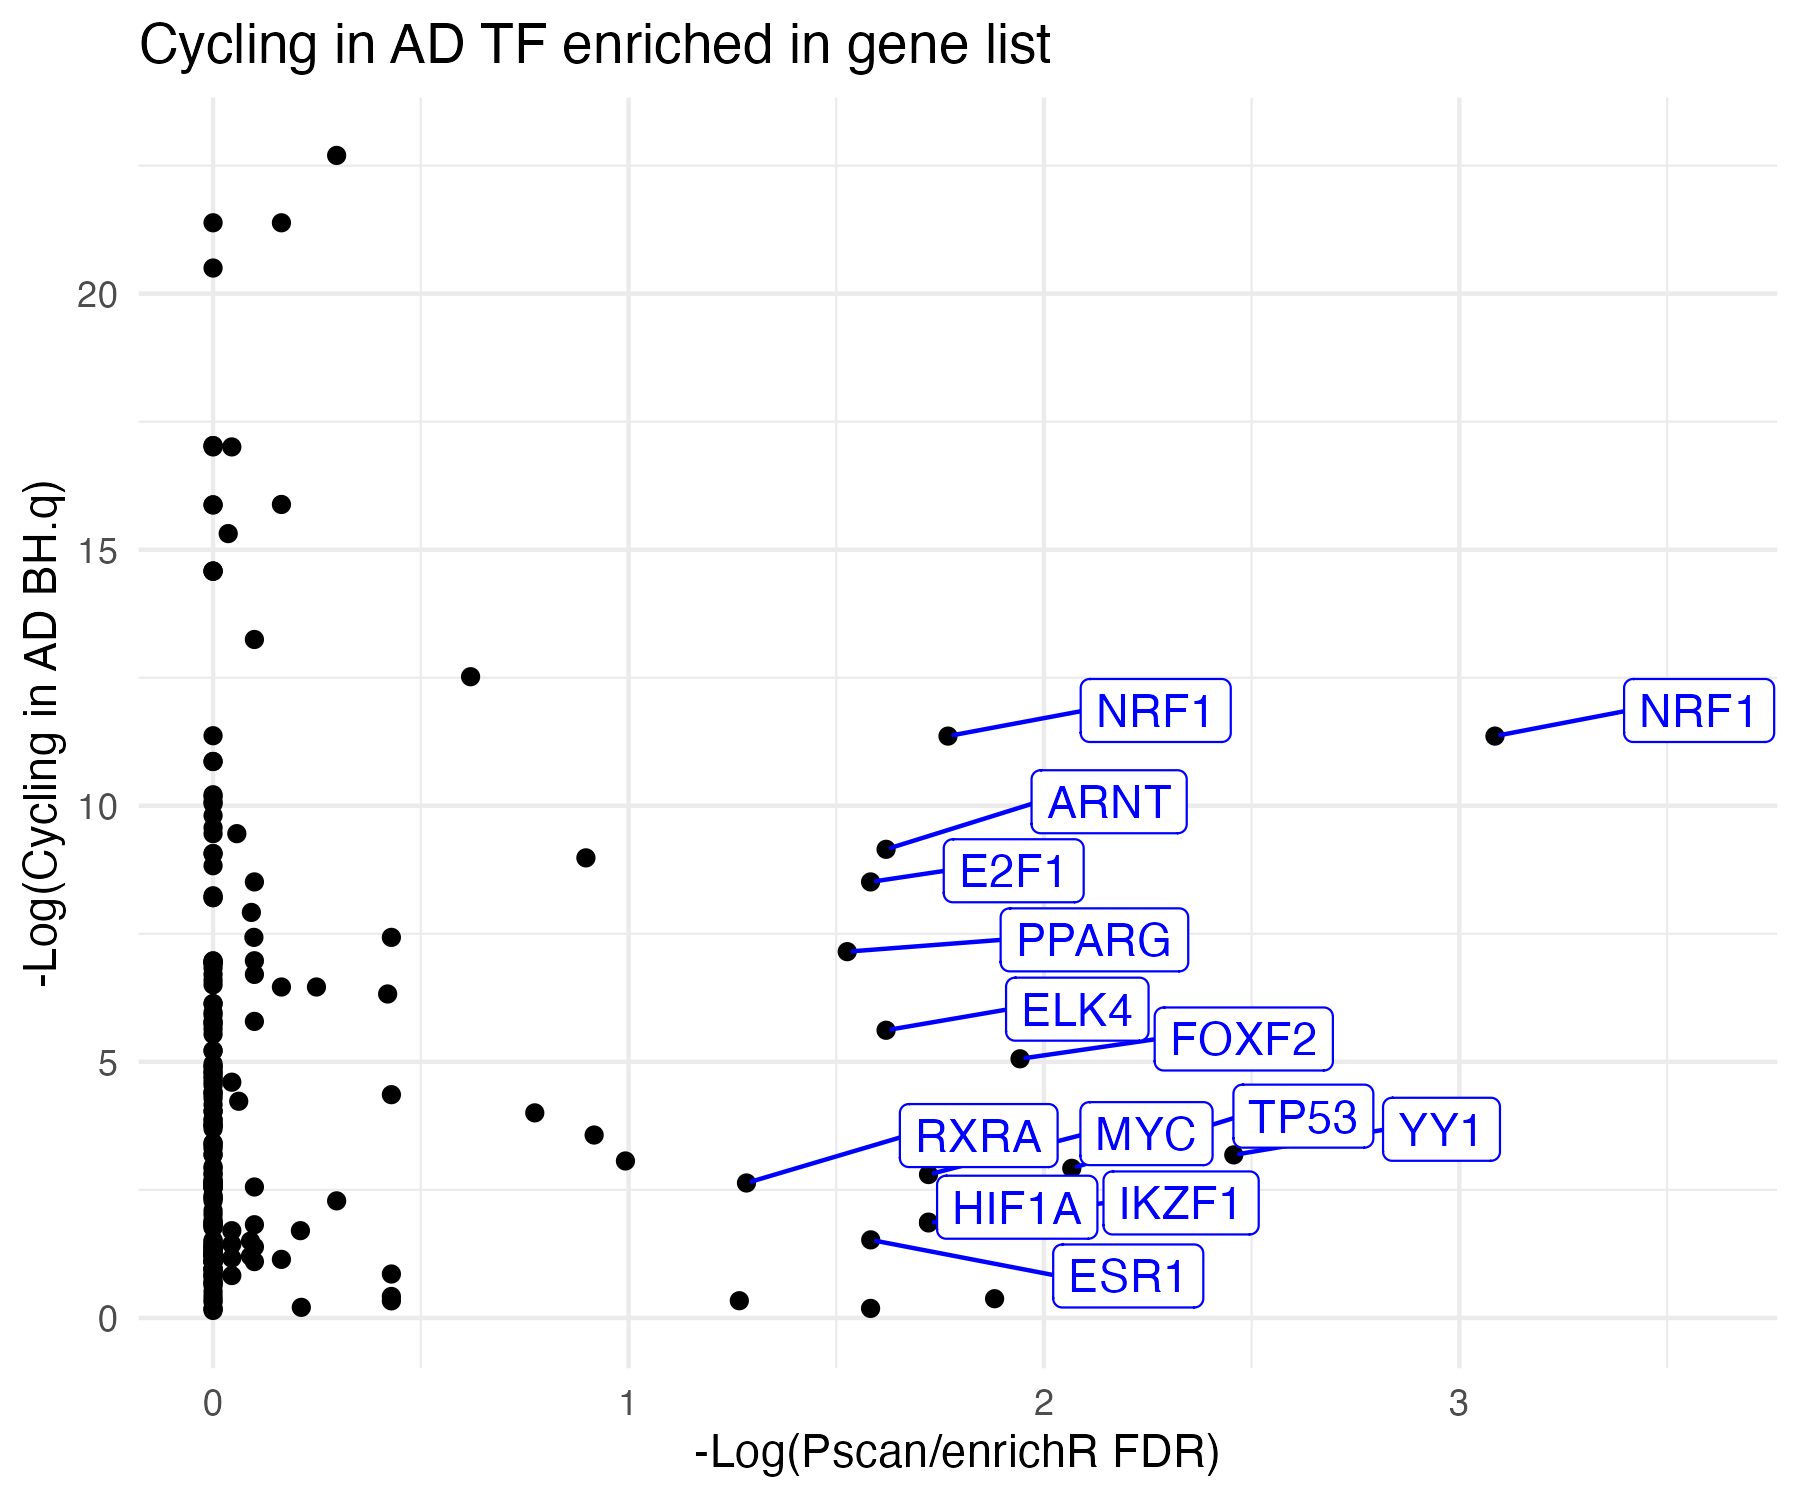 Cycling in AD TF enriched in gene list
-Log(Cycling in AD BH.q)
20
15
10
5
0
NRF1
NRF1
ARNT
E2F1
PPARG
ELK4
FOXF2
TP53
YY1
RXRA
MYC
HIF1A
IKZF1
ESR1
0
1
2
3
-Log(Pscan/enrichR FDR)